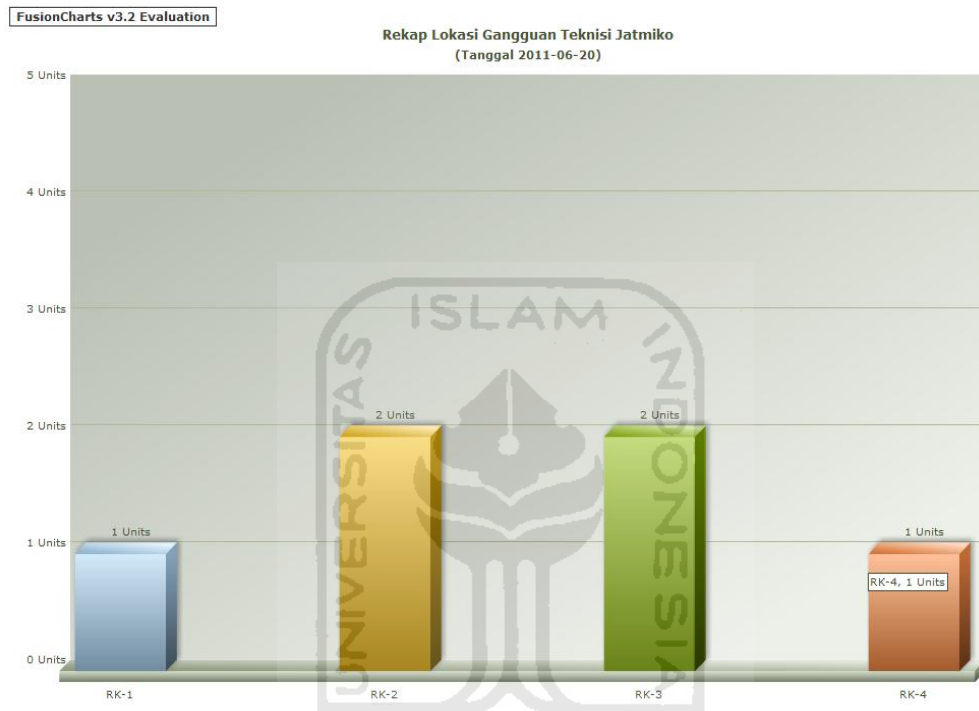 FusionCharts v3.2 Evaluation
Rekap Lokasi Gangguan Teknisi Jatmiko
(Tanggal 2011-06-20)
5 Units
4 Units
3 Units
2 Units
1 Units
0 Units
1 Units
2 Units
2 Units
1 Units
RK-4, 1 Units
RK-1
RK-2
RK-3
RK-4
UNIVERSITAS
ISLAM
INDONESIA